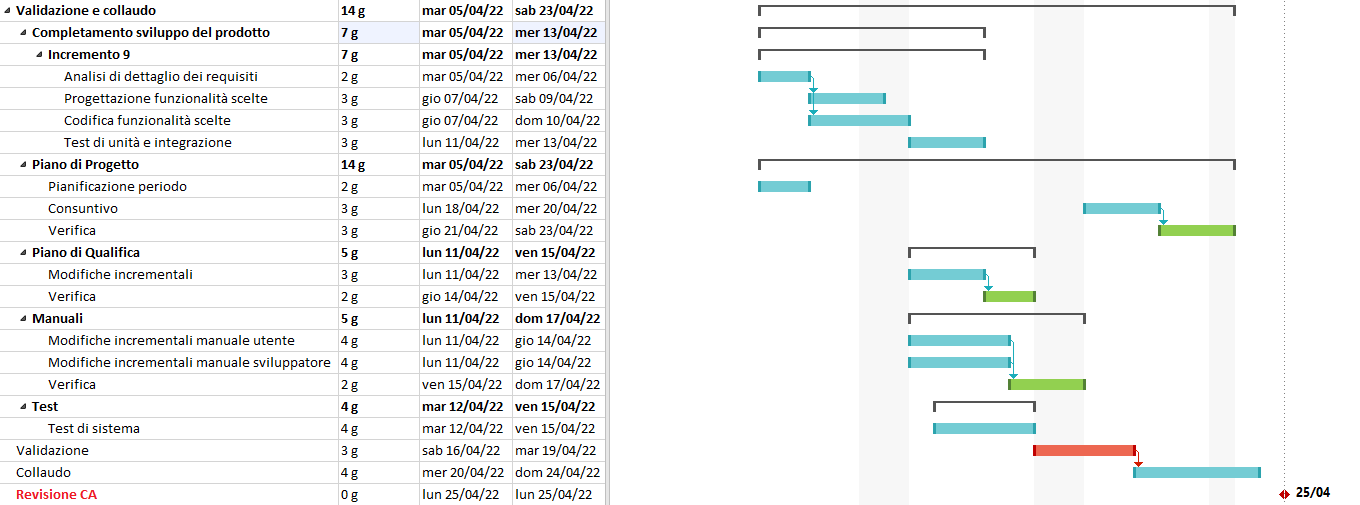 Validazione e collaudo 14 g mar 05/04/22 sab 23/04/22
Completamento sviluppo del prodotto 7 g mar 05/04/22 mer 13/04/22
Incremento 9 7 g mar 05/04/22 mer 13/04/22
Analisi di dettaglio dei requisiti 2 g mar 05/04/22 mer 06/04/22
Progettazione funzionalità scelte 3 g gio 07/04/22 sab 09/04/22
Codifica funzionalità scelte 3 g gio 07/04/22 dom 10/04/22
Test di unità e integrazione 3 g lun 11/04/22 mer 13/04/22
Piano di Progetto 14 g mar 05/04/22 sab 23/04/22
Pianificazione periodo 2 g mar 05/04/22 mer 06/04/22
Consuntivo 3 g lun 18/04/22 mer 20/04/22
Verifica 3 g gio 21/04/22 sab 23/04/22
Piano di Qualifica 5 g lun 11/04/22 ven 15/04/22
Modifiche incrementali 3 g lun 11/04/22 mer 13/04/22
Verifica 2 g gio 14/04/22 ven 15/04/22
Manuali 5 g lun 11/04/22 dom 17/04/22
Modifiche incrementali manuale utente 4 g lun 11/04/22 gio 14/04/22
Modifiche incrementali manuale sviluppatore 4 g lun 11/04/22 gio 14/04/22
Verifica 2 g ven 15/04/22 dom 17/04/22
Test 4 g mar 12/04/22 ven 15/04/22
Test di sistema 4 g mar 12/04/22 ven 15/04/22
Validazione 3 g sab 16/04/22 mar 19/04/22
Collaudo 4 g mer 20/04/22 dom 24/04/22
Revisione CA 0 g lun 25/04/22 lun 25/04/22 25/04